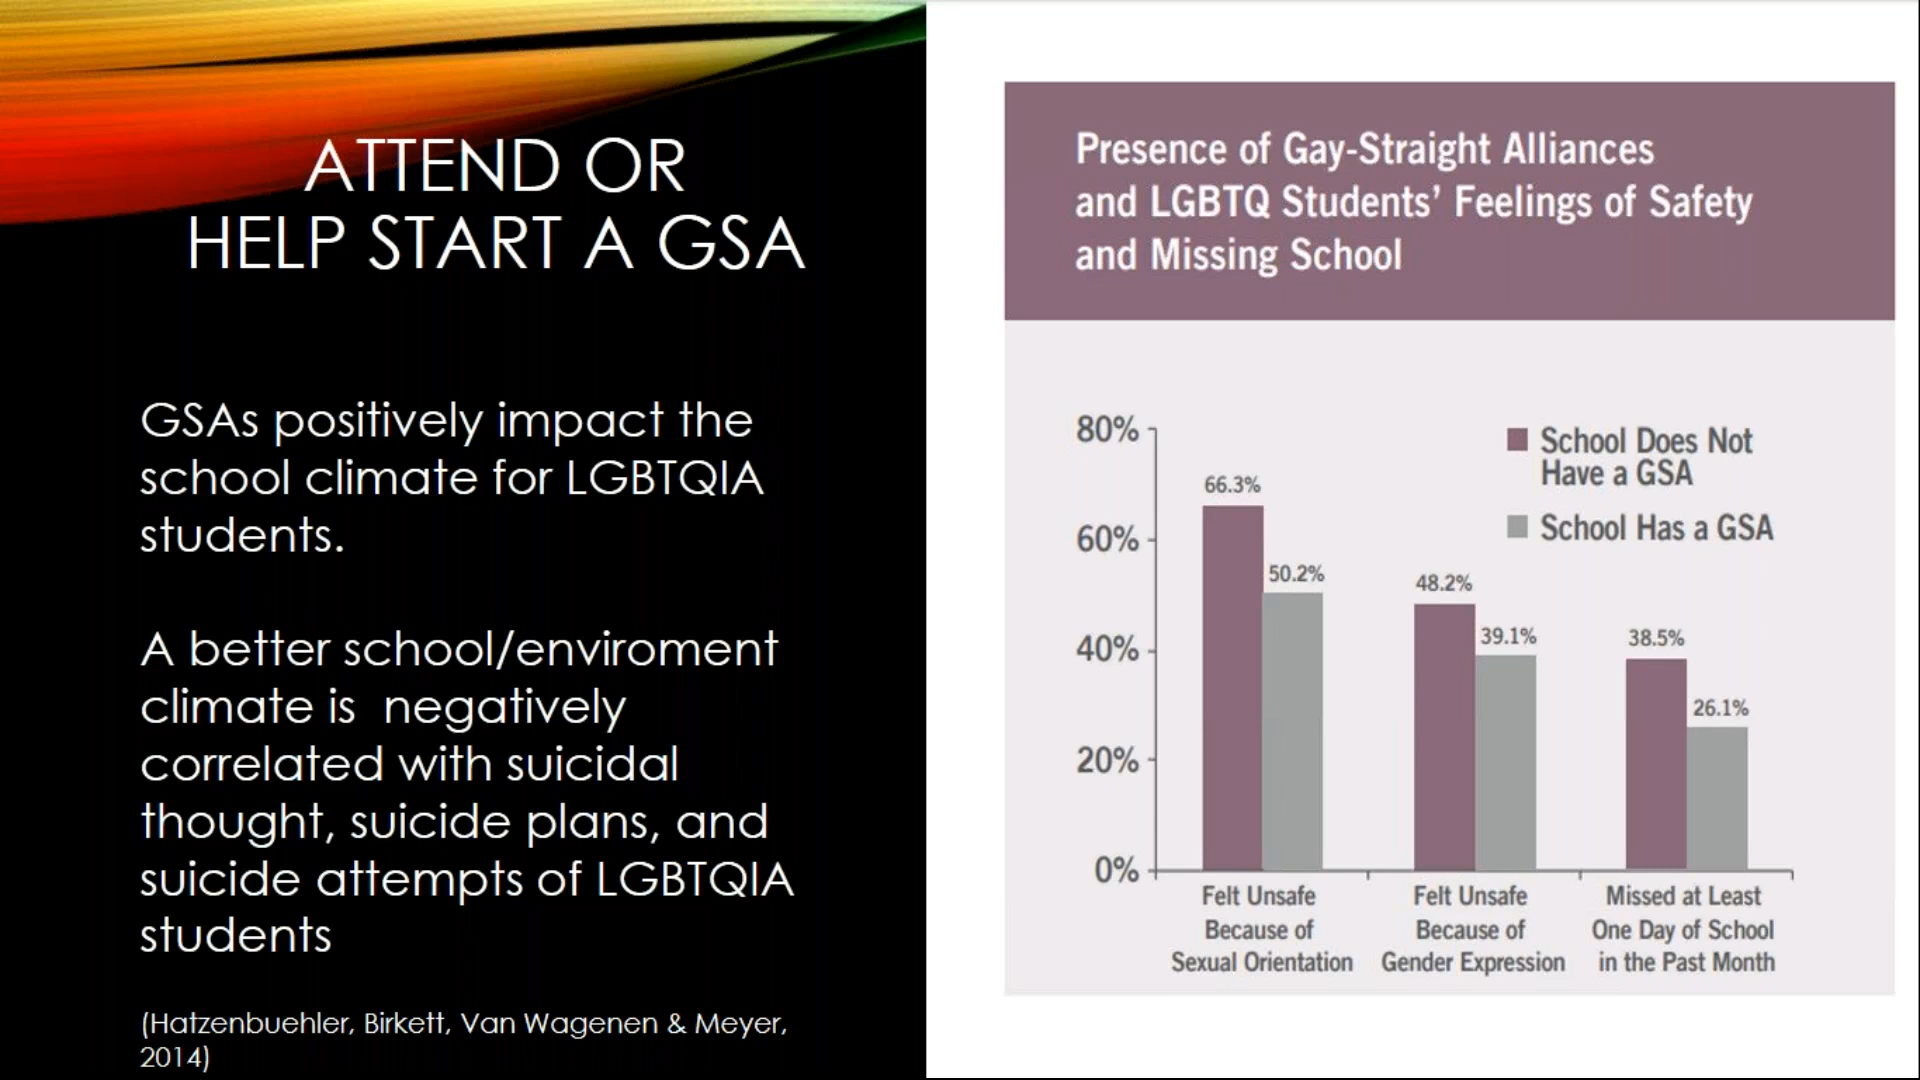 ATTEND OR
HELP START A GSA
GSAs positively impact the
school climate for LGBTQIA
students.
A better school/enviroment
climate is  negatively
correlated with suicidal
thought, suicide plans, and
suicide attempts of LGBTQIA
students
(Hatzenbuehler, Birkett, Van Wagenen & Meyer,
2014)
Presence of Gay-Straight Alliances
and LGBTQ Students’ Feelings of Safety
and Missing School
80%
60%
40%
20%
0%
School Does Not
Have a GSA
School Has a GSA
66.3%
50.2%
48.2%
39.1%
38.5%
26.1%
Felt Unsafe
Because of
Sexual Orientation
Felt Unsafe
Because of
Gender Expression
Missed at Least
One Day of School
in the Past Month